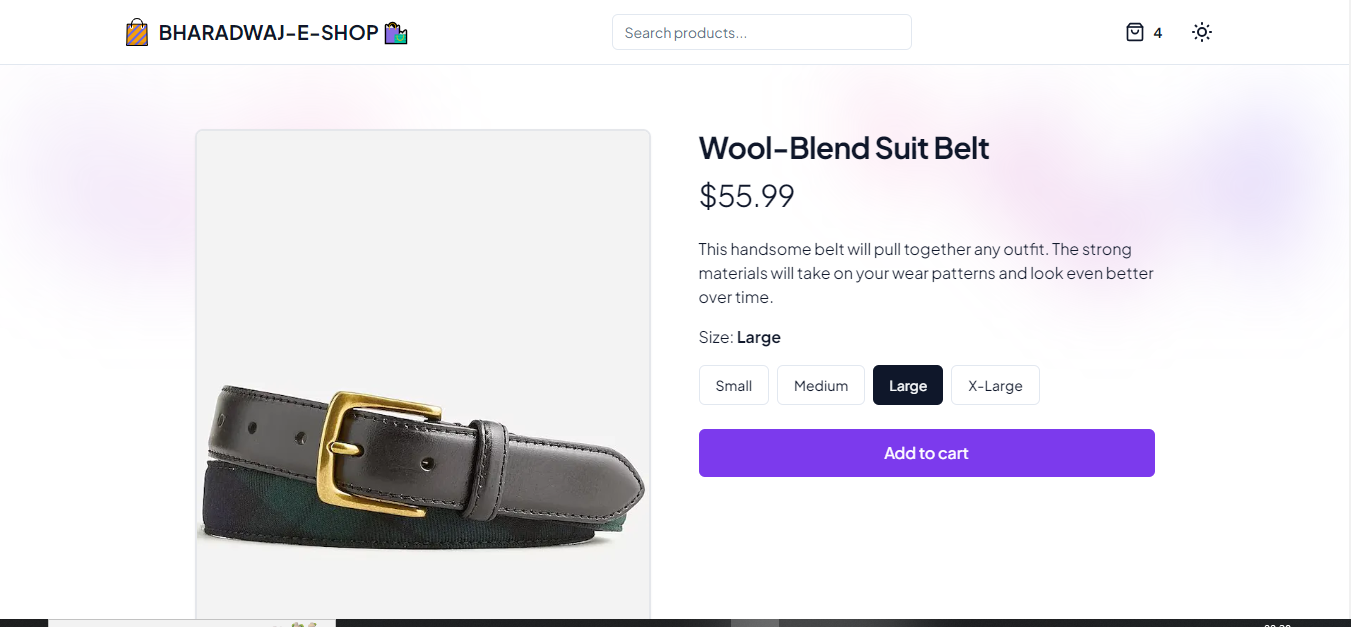 BHARADWAJ-E-SHOP
Search products...
4
Wool-Blend Suit Belt
$55.99
This handsome belt will pull together any outfit. The strong
materials will take on your wear patterns and look even better
over time.
Size: Large
Small
Medium
Large
X-Large
Add to cart